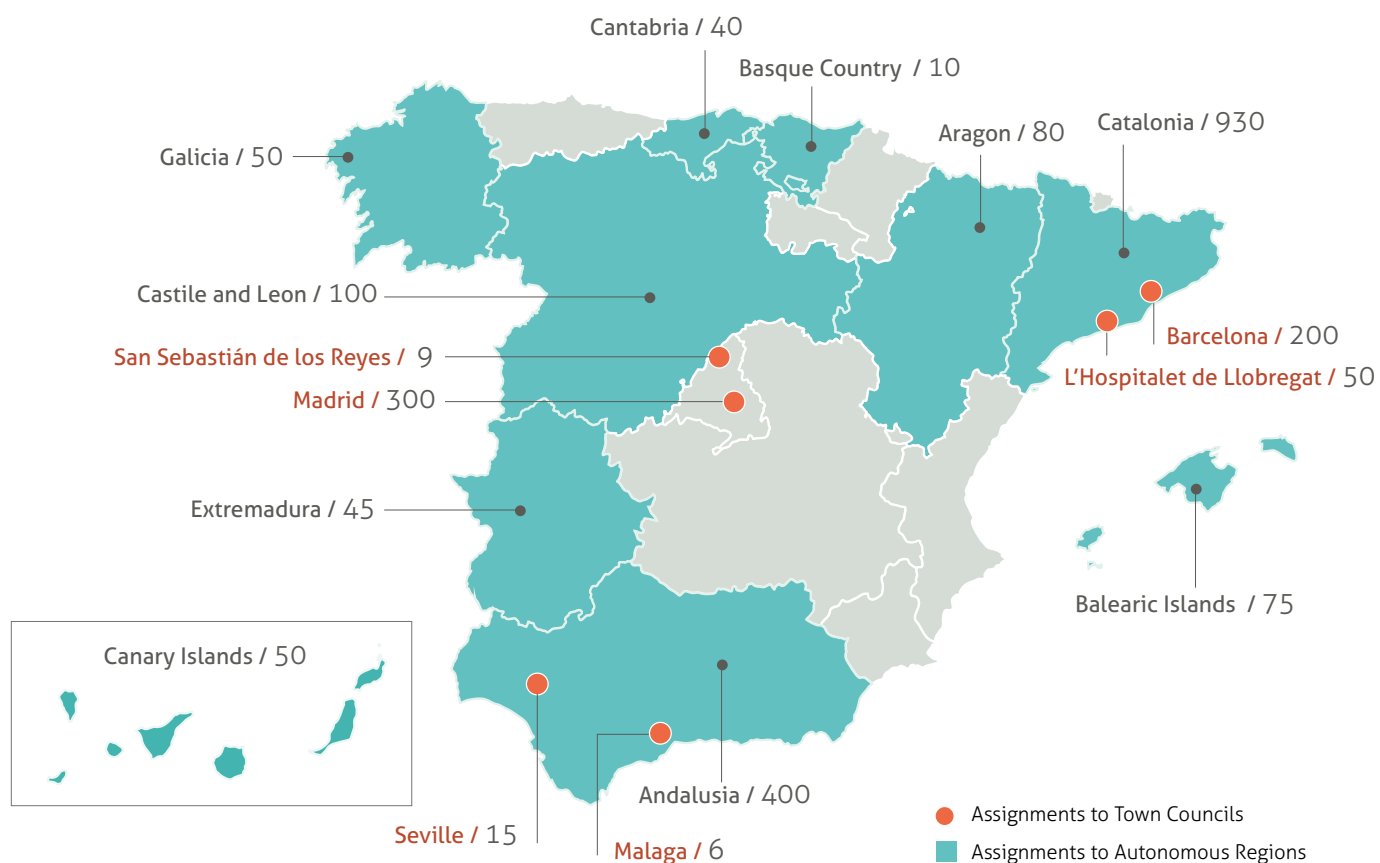 Cantabria / 40
Basque Country / 10
Aragon / 80
Catalonia / 930
Galicia / 50
Castile and Leon / 100
San Sebastián de los Reyes / 9
Madrid / 300
Barcelona / 200
L'Hospitalet de Llobregat / 50
Extremadura / 45
Balearic Islands / 75
Canary Islands / 50
Andalusia / 400
Seville / 15
Malaga / 6
Assignments to Town Councils
Assignments to Autonomous Regions